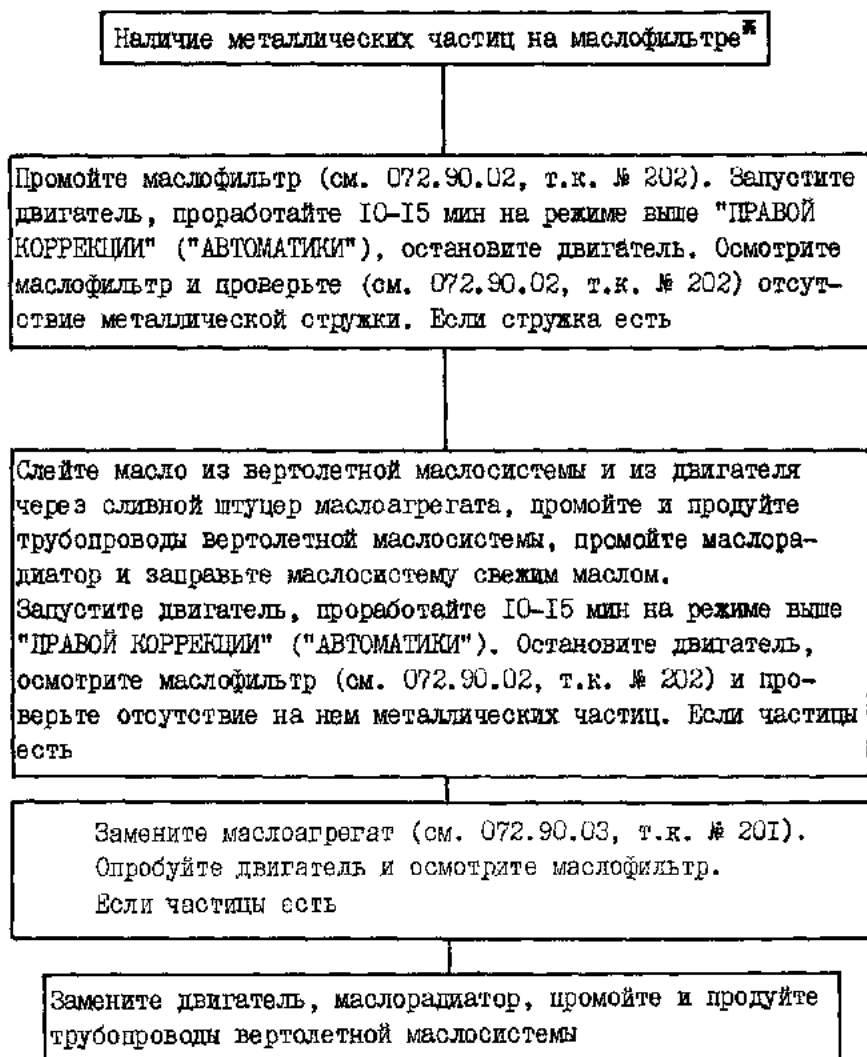 Наличие металлических частиц на маслофильтре*
Промойте маслофильтр (см. 072.90.02, т.к. № 202). Запустите
двигатель, проработайте 10-15 мин на режиме выше "ПРАВОЙ
КОРРЕКЦИИ" ("АВТОМАТИКИ"), остановите двигатель. Осмотрите
маслофильтр и проверьте (см. 072.90.02, т.к. № 202) отсут-
ствие металлической стружки. Если стружка есть
Слейте масло из вертолетной маслосистемы и из двигателя
через сливной штуцер маслоагрегата, промойте и продуйте
трубопроводы вертолетной маслосистемы, промойте маслора-
диатор и заправьте маслосистему свежим маслом.
Запустите двигатель, проработайте 10-15 мин на режиме выше
"ПРАВОЙ КОРРЕКЦИИ" ("АВТОМАТИКИ"). Остановите двигатель,
осмотрите маслофильтр (см. 072.90.02, т.к. № 202) и про-
верьте отсутствие на нем металлических частиц. Если частицы
есть
Замените маслоагрегат (см. 072.90.03, т.к. № 201).
Опробуйте двигатель и осмотрите маслофильтр.
Если частицы есть
Замените двигатель, маслорадиатор, промойте и продуйте
трубопроводы вертолетной маслосистемы